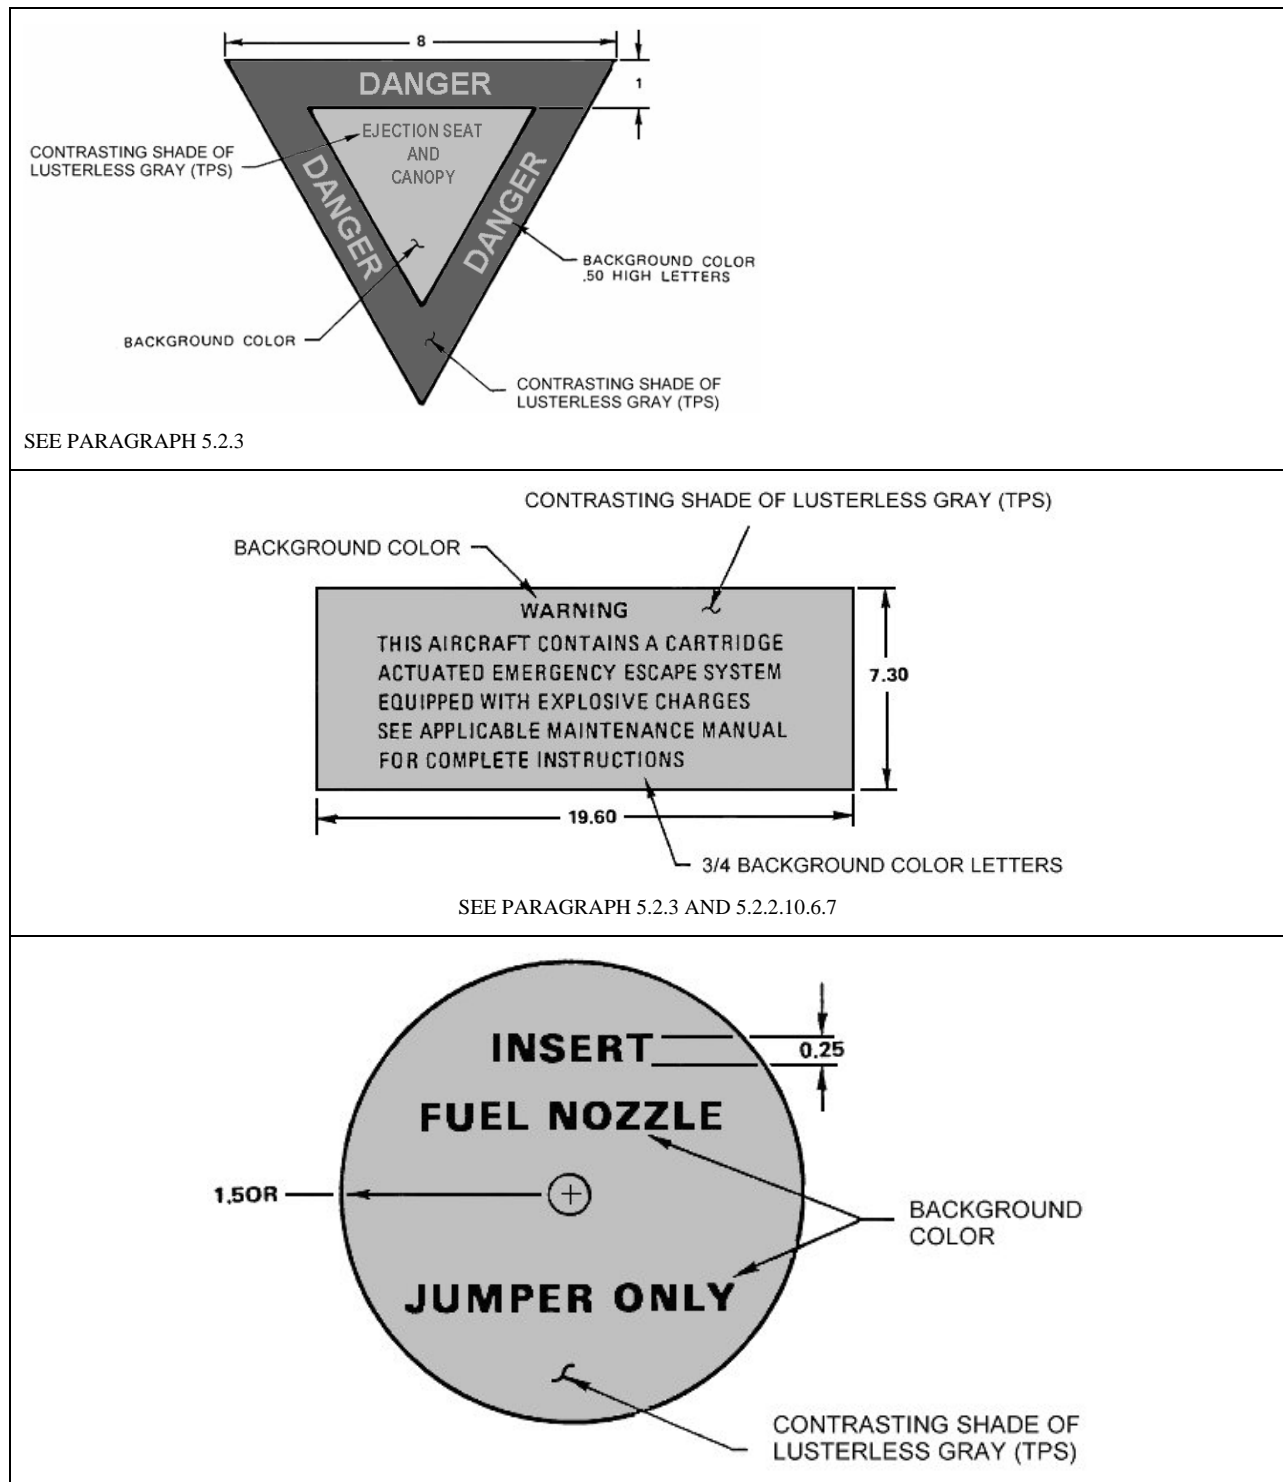 8
DANGER
1
EJECTION SEAT
AND
CANOPY
CONTRASTING SHADE OF
LUSTERLESS GRAY (TPS)
DANGER
DANGER
BACKGROUND COLOR
.50 HIGH LETTERS
BACKGROUND COLOR
CONTRASTING SHADE OF
LUSTERLESS GRAY (TPS)
SEE PARAGRAPH 5.2.3
CONTRASTING SHADE OF LUSTERLESS GRAY (TPS)
BACKGROUND COLOR
WARNING
THIS AIRCRAFT CONTAINS A CARTRIDGE
ACTUATED EMERGENCY ESCAPE SYSTEM
EQUIPPED WITH EXPLOSIVE CHARGES
SEE APPLICABLE MAINTENANCE MANUAL
FOR COMPLETE INSTRUCTIONS
7.30
19.60
3/4 BACKGROUND COLOR LETTERS
SEE PARAGRAPH 5.2.3 AND 5.2.2.10.6.7
INSERT
0.25
FUEL NOZZLE
1.50R
BACKGROUND
COLOR
JUMPER ONLY
CONTRASTING SHADE OF
LUSTERLESS GRAY (TPS)